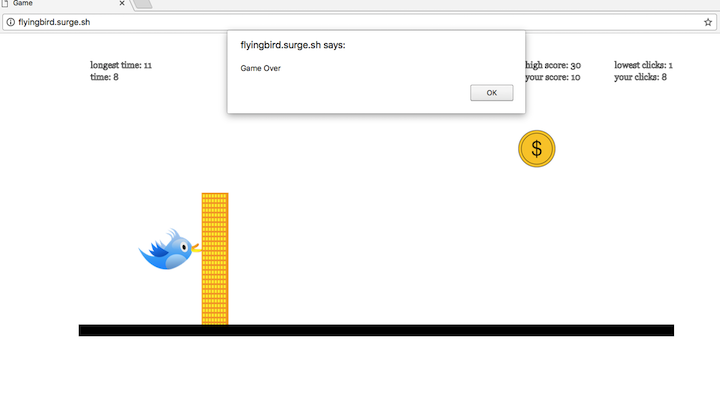 Game
flyingbird.surge.sh
flyingbird.surge.sh says:
Game Over
OK
longest time: 11
time: 8
high score: 30
your score: 10
lowest clicks: 1
your clicks: 8
$